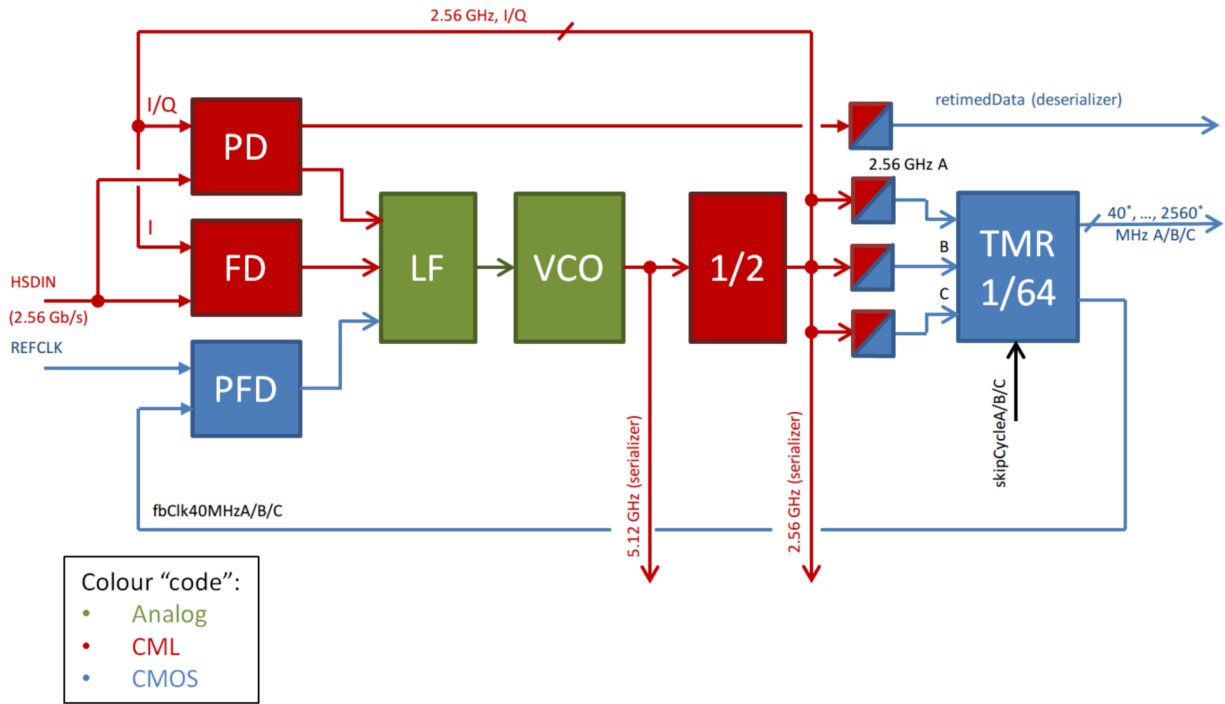 2.56 GHz, I/Q
I/Q
PD
retimedData (deserializer)
2.56 GHz A
I
FD
LF
VCO
1/2
B
C
TMR
1/64
40*, …, 2560*
MHz A/B/C
HSDIN
(2.56 Gb/s)
REFCLK
PFD
skipCycleA/B/C
fbClk40MHzA/B/C
5.12 GHz (serializer)
2.56 GHz (serializer)
Colour “code”:
• Analog
• CML
• CMOS